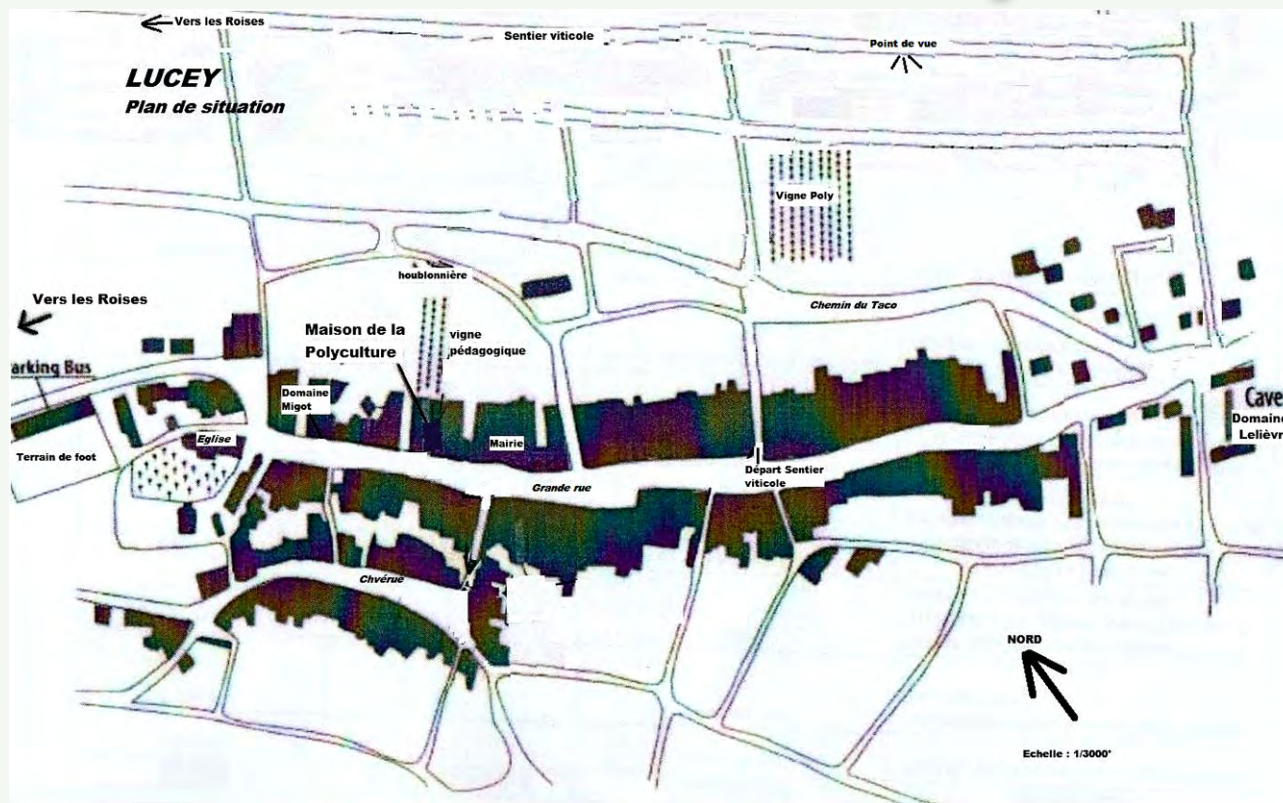 Vers les Roises
Sentier viticole
Point de vue
LUCEY
Plan de situation
Vigne Poly
houblonnière
Vers les Roises
Chemin du Taco
Maison de la
Polyculture
vigne
pédagogique
arking Bus
Domaine
Migot
Cave
Domaine
Lelièvr
Eglise
Mairie
Terrain de foot
Départ Sentier
viticole
Grande rue
Chvérue
NORD
Echelle : 1/3000°